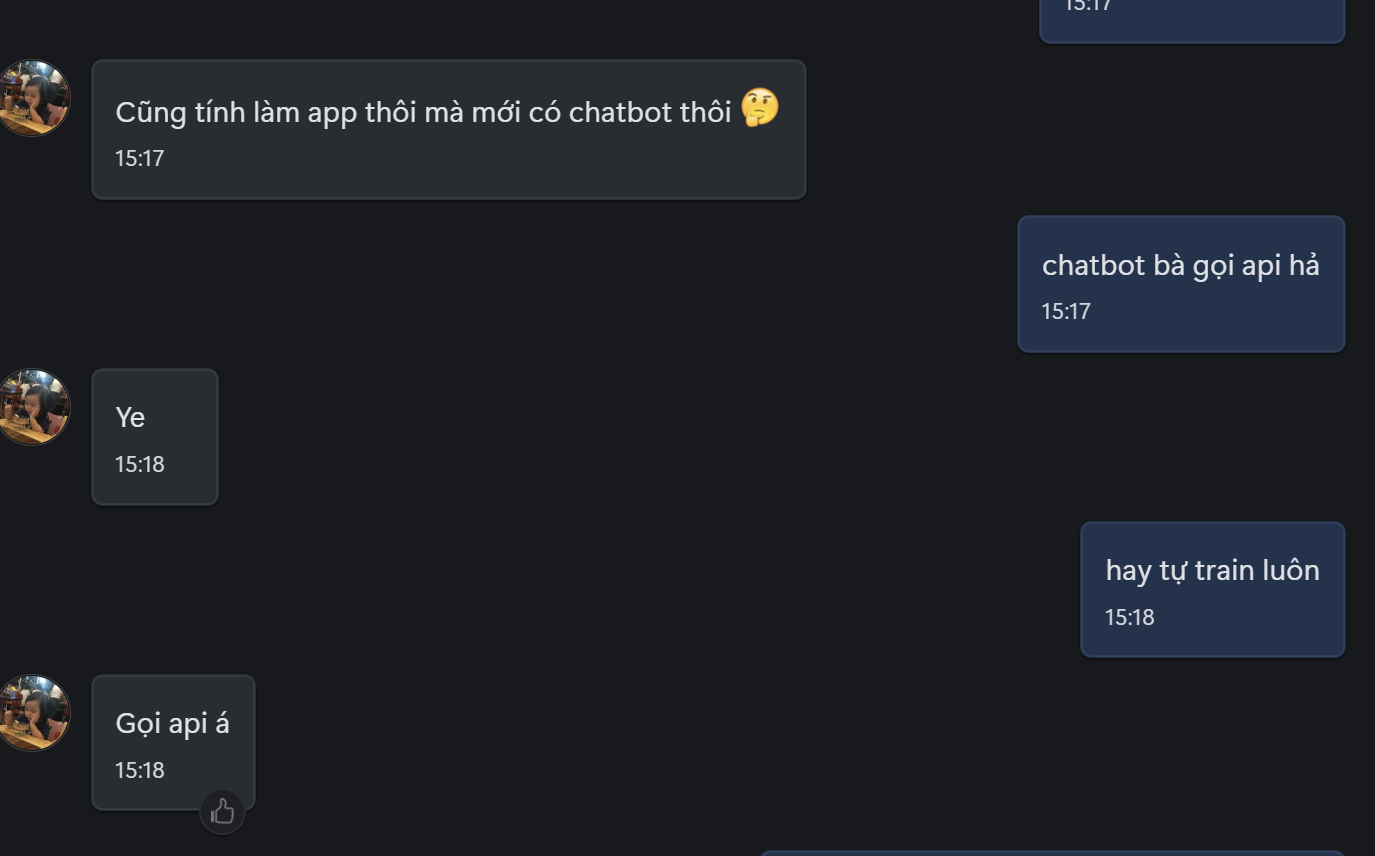 15:17
Cũng tính làm app thôi mà mới có chatbot thôi 🤔
15:17
chatbot bà gọi api hả
15:17
Ye
15:18
hay tự train luôn
15:18
Gọi api á
15:18